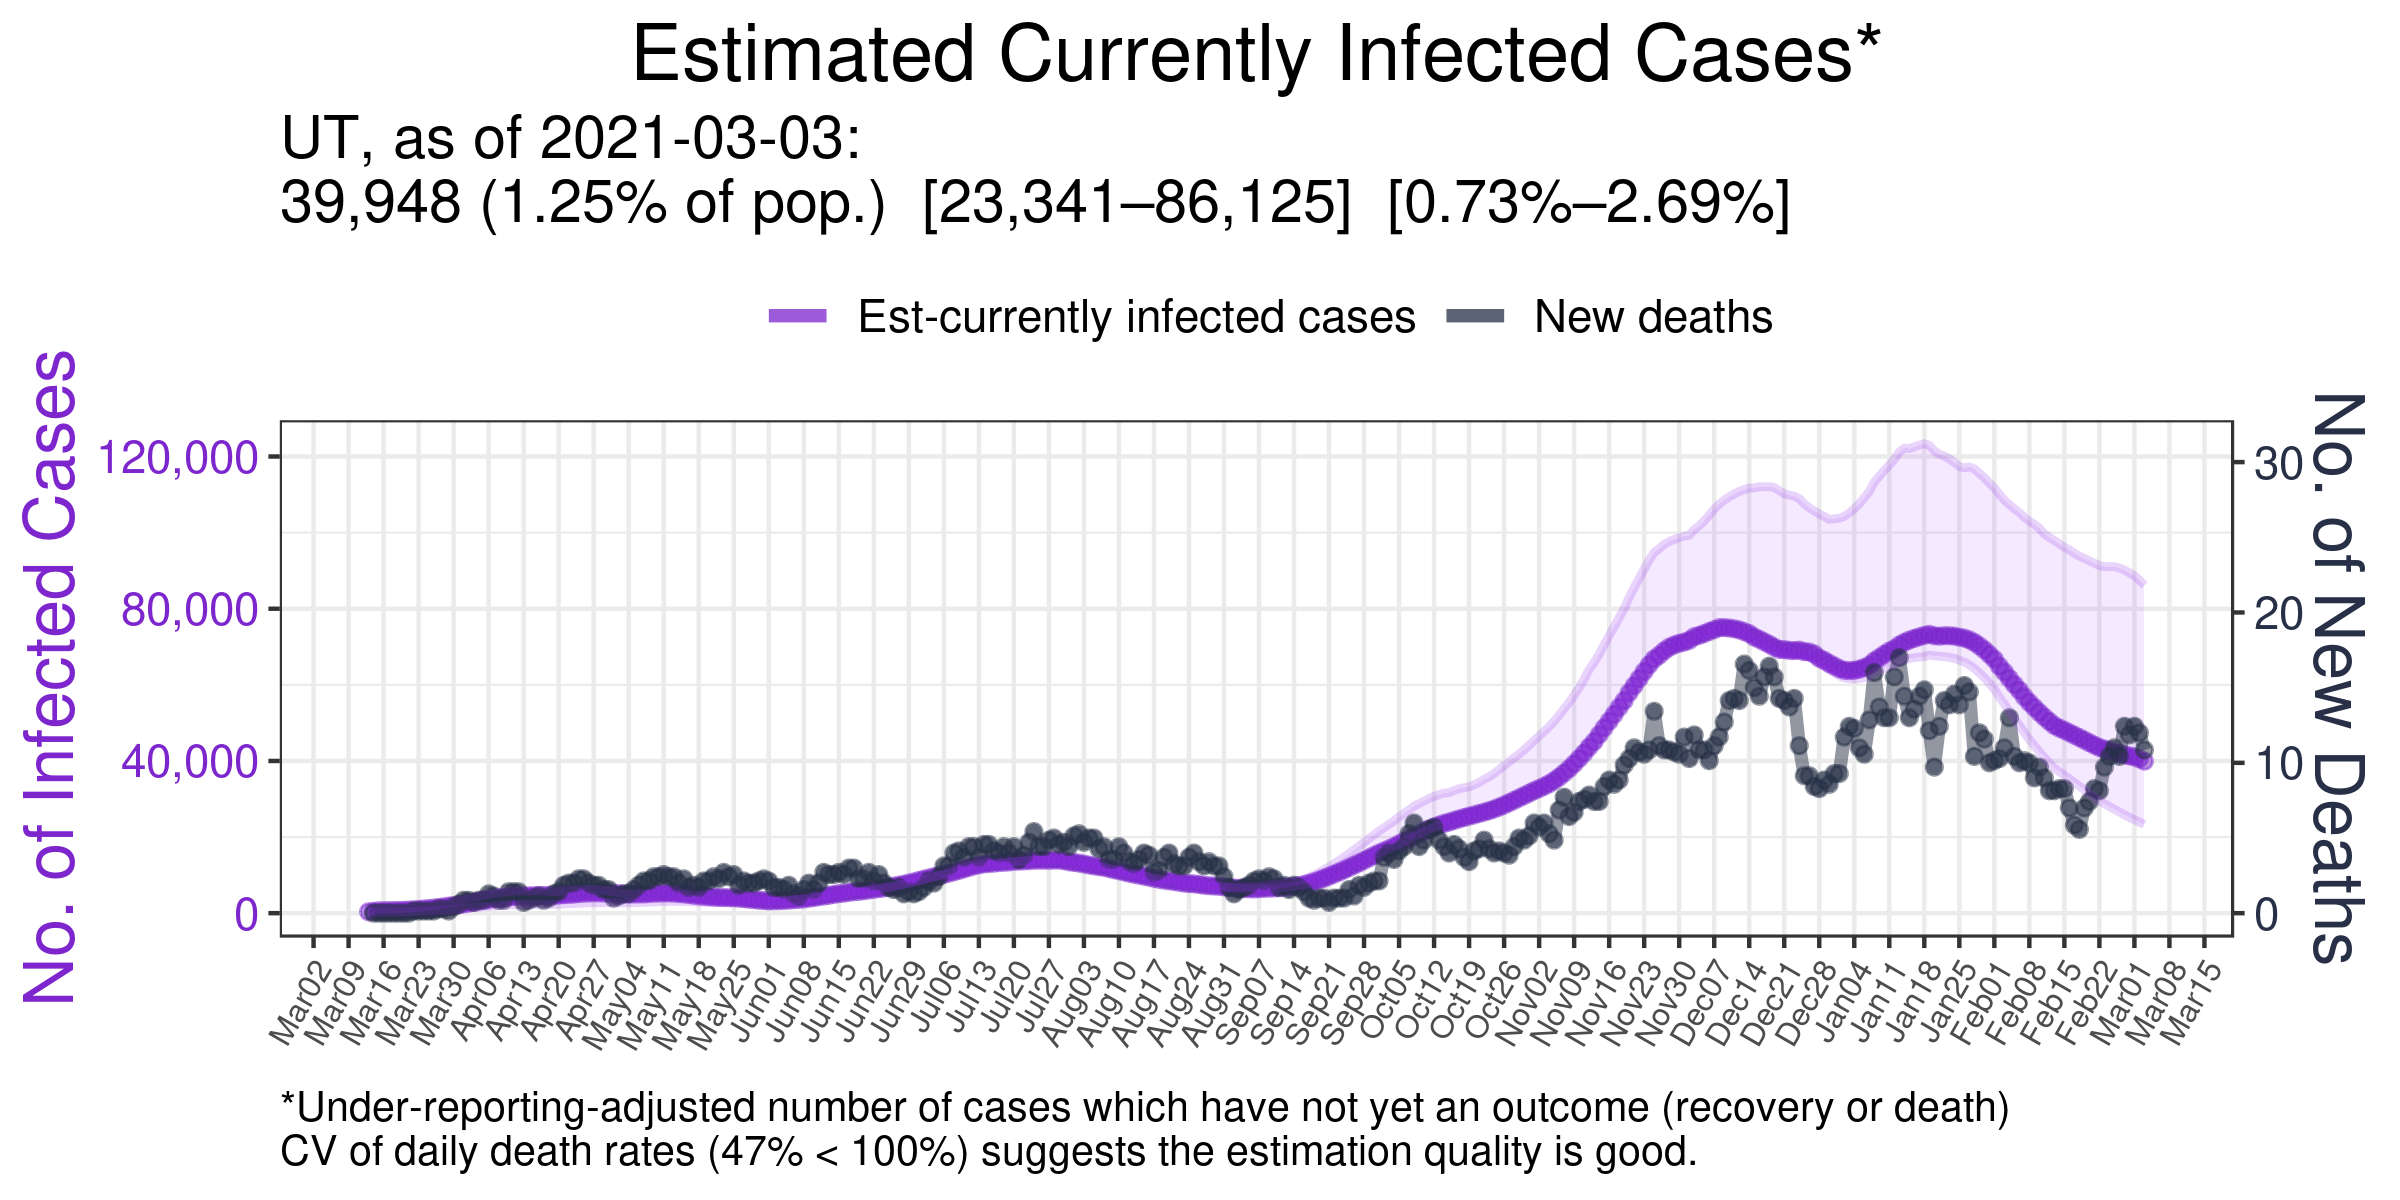 Estimated Currently Infected Cases*
UT, as of 2021-03-03:
39,948 (1.25% of pop.) [23,341–86,125] [0.73%–2.69%]
Est-currently infected cases New deaths
No. of Infected Cases
120,000
80,000
40,000
0
30
20
10
0
No. of New Deaths
Mar02 Mar09 Mar16 Mar23 Mar30 Apr06 Apr13 Apr20 Apr27 May04 May11 May18 May25 Jun01 Jun08 Jun15 Jun22 Jun29 Jul06 Jul13 Jul20 Jul27 Aug03 Aug10 Aug17 Aug24 Aug31 Sep07 Sep14 Sep21 Sep28 Oct05 Oct12 Oct19 Oct26 Nov02 Nov09 Nov16 Nov23 Nov30 Dec07 Dec14 Dec21 Dec28 Jan04 Jan11 Jan18 Jan25 Feb01 Feb08 Feb15 Feb22 Mar01 Mar08 Mar15
*Under-reporting-adjusted number of cases which have not yet an outcome (recovery or death)
CV of daily death rates (47% < 100%) suggests the estimation quality is good.